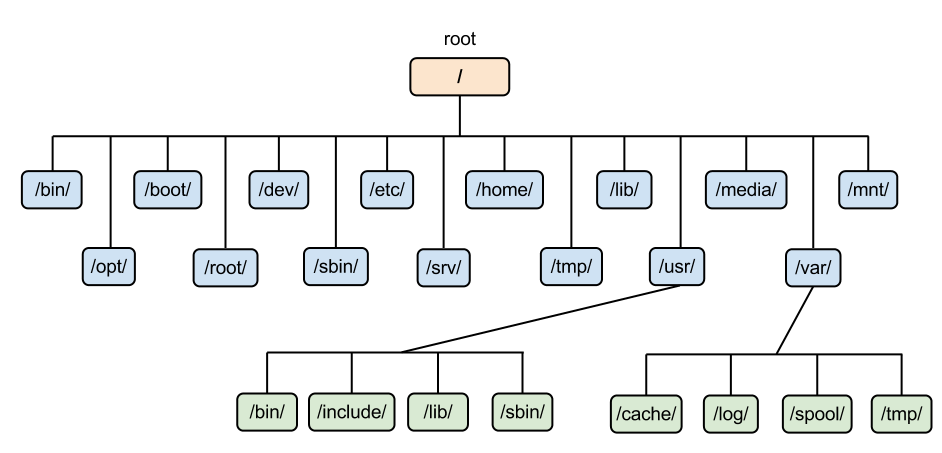 root
/
/bin/
/boot/
/dev/
/etc/
/home/
/lib/
/media/
/mnt/
/opt/
/root/
/sbin/
/srv/
/tmp/
/usr/
/var/
/bin/
/include/
/lib/
/sbin/
/cache/
/log/
/spool/
/tmp/